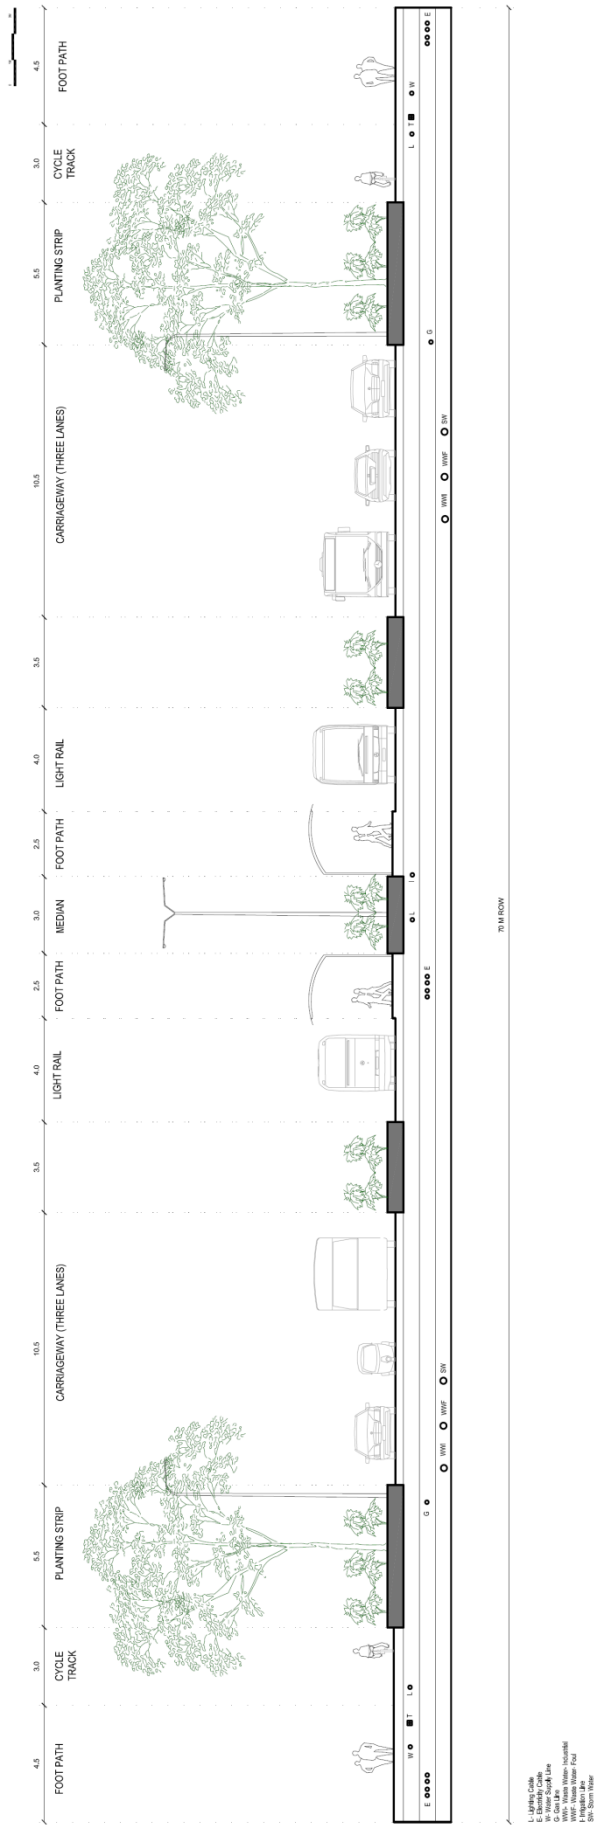 4.5
3.0
5.5
10.5
3.5
4.0
2.5
3.0
2.5
4.0
3.5
10.5
5.5
3.0
4.5
FOOT PATH
CYCLE
TRACK
PLANTING STRIP
CARRIAGEWAY (THREE LANES)
LIGHT RAIL
FOOT PATH
MEDIAN
FOOT PATH
LIGHT RAIL
CARRIAGEWAY (THREE LANES)
PLANTING STRIP
CYCLE
TRACK
FOOT PATH
E
W
T
L
G
WWI
WWF
SW
E
L
I
WWI
WWF
SW
G
L
T
W
E
70 M ROW
L- Lighting Cable
E- Electricity Cable
W- Water Supply Line
G- Gas Line
WWI- Waste Water- Industrial
WWF- Waste Water- Foul
I- Irrigation Line
SW- Storm Water